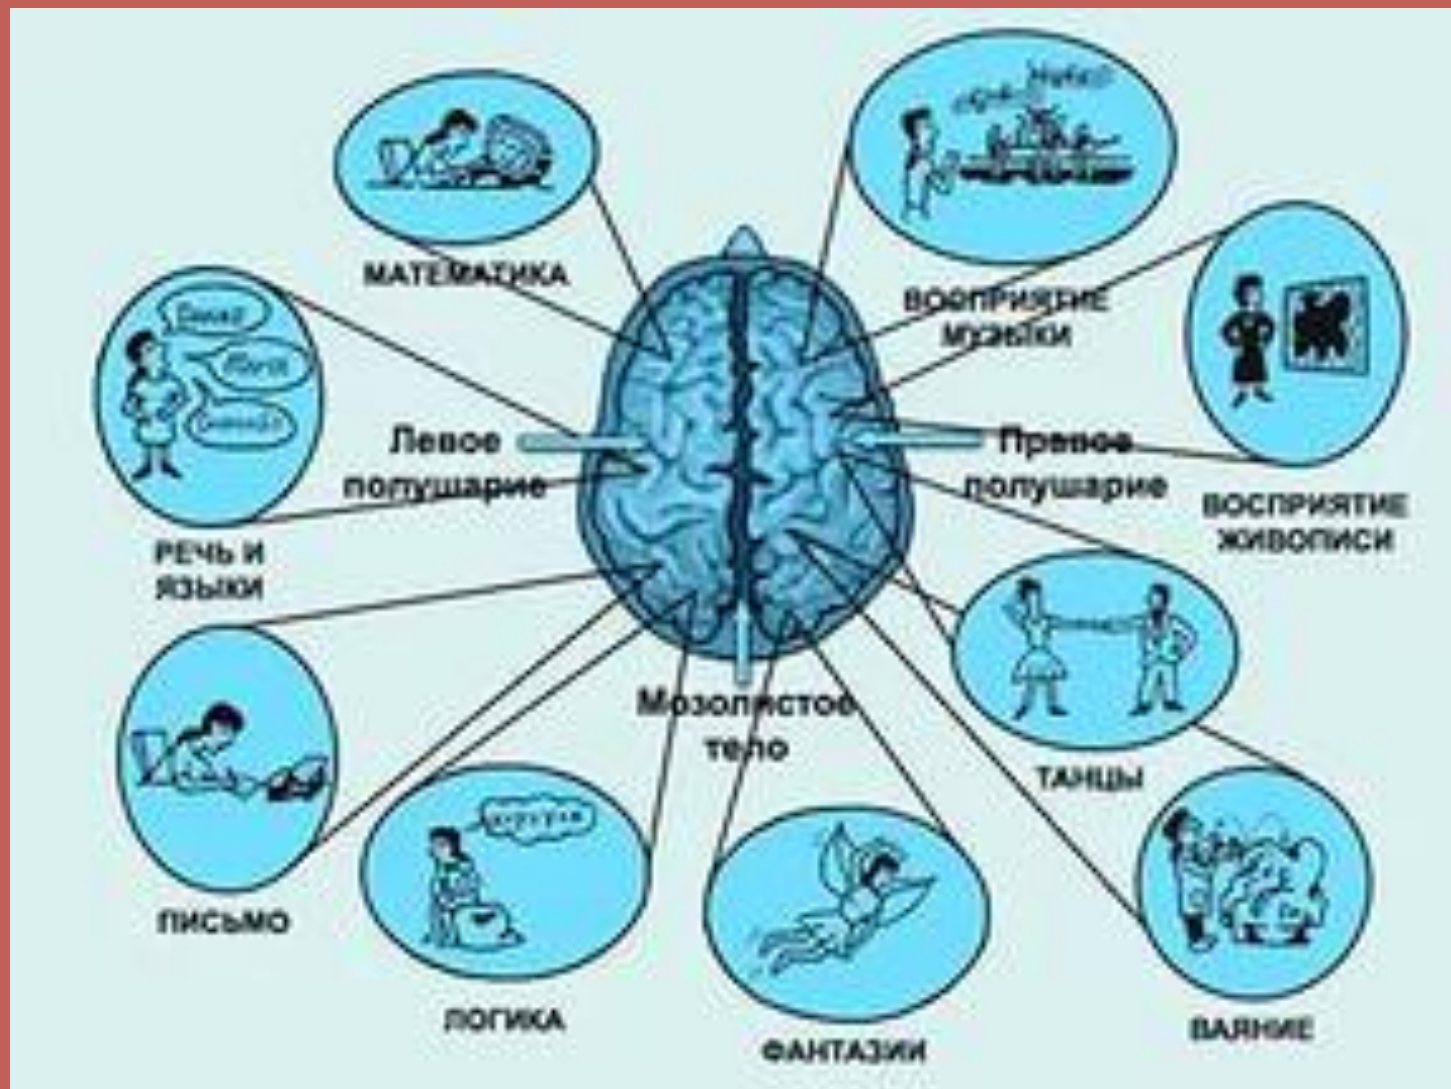 МАТЕМАТИКА
ВОСПРИЯТИЕ
МУЗЫКИ
Левое
полушарие
Правое
полушарие
ВОСПРИЯТИЕ
ЖИВОПИСИ
РЕЧЬ И
ЯЗЫКИ
Мозолистое
тело
ТАНЦЫ
ПИСЬМО
ЛОГИКА
ФАНТАЗИИ
ВАЯНИЕ